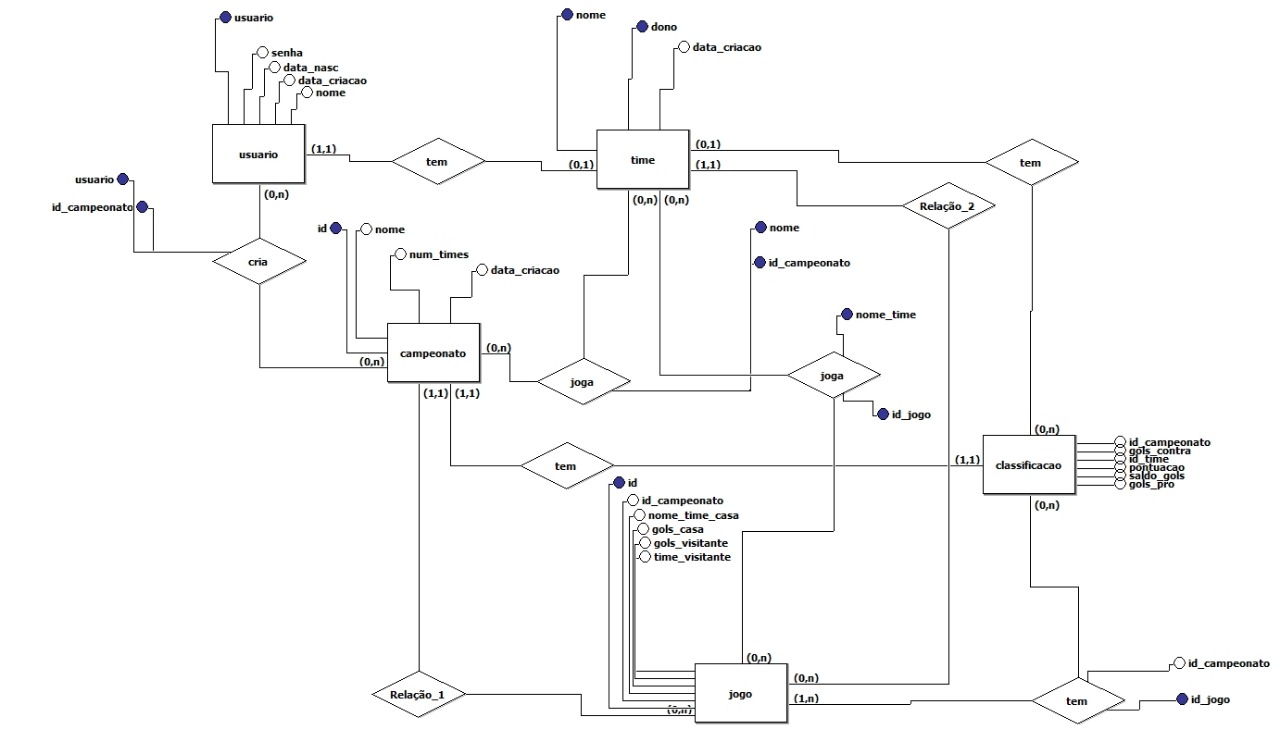 usuario
nome
dono
senha
data_criacao
data_nasc
data_criacao
nome
usuario
(1,1)
tem
(0,1)
time
(0,1)
(1,1)
tem
usuario
(0,n)
(0,n)
(0,n)
Relação_2
id_campeonato
id
nome
nome
cria
num_times
id_campeonato
data_criacao
nome_time
campeonato
(0,n)
(0,n)
joga
joga
(1,1)
(1,1)
id_jogo
(0,n)
id_campeonato
gols_contra
id_time
pontuacao
saldo_gols
gols_pro
tem
(1,1)
classificacao
id
(0,n)
id_campeonato
nome_time_casa
gols_casa
gols_visitante
time_visitante
(0,n)
id_campeonato
Relação_1
jogo
(0,n)
(1,n)
tem
id_jogo
(0,n)